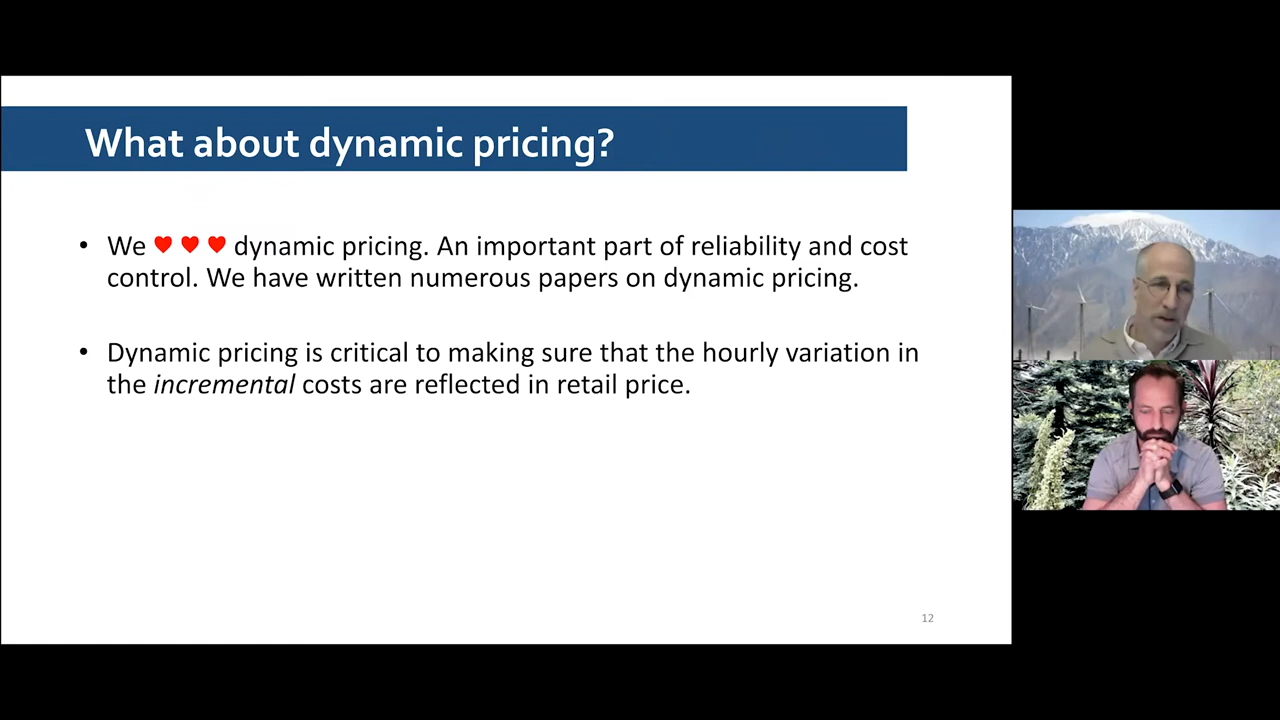 What about dynamic pricing?
• We ♥ ♥ ♥ dynamic pricing. An important part of reliability and cost
control. We have written numerous papers on dynamic pricing.
• Dynamic pricing is critical to making sure that the hourly variation in
the incremental costs are reflected in retail price.
12